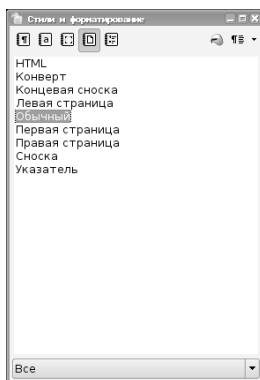 Стили и форматирование
HTML
Конверт
Концевая сноска
Левая страница
Обычный
Первая страница
Правая страница
Сноска
Указатель
Все